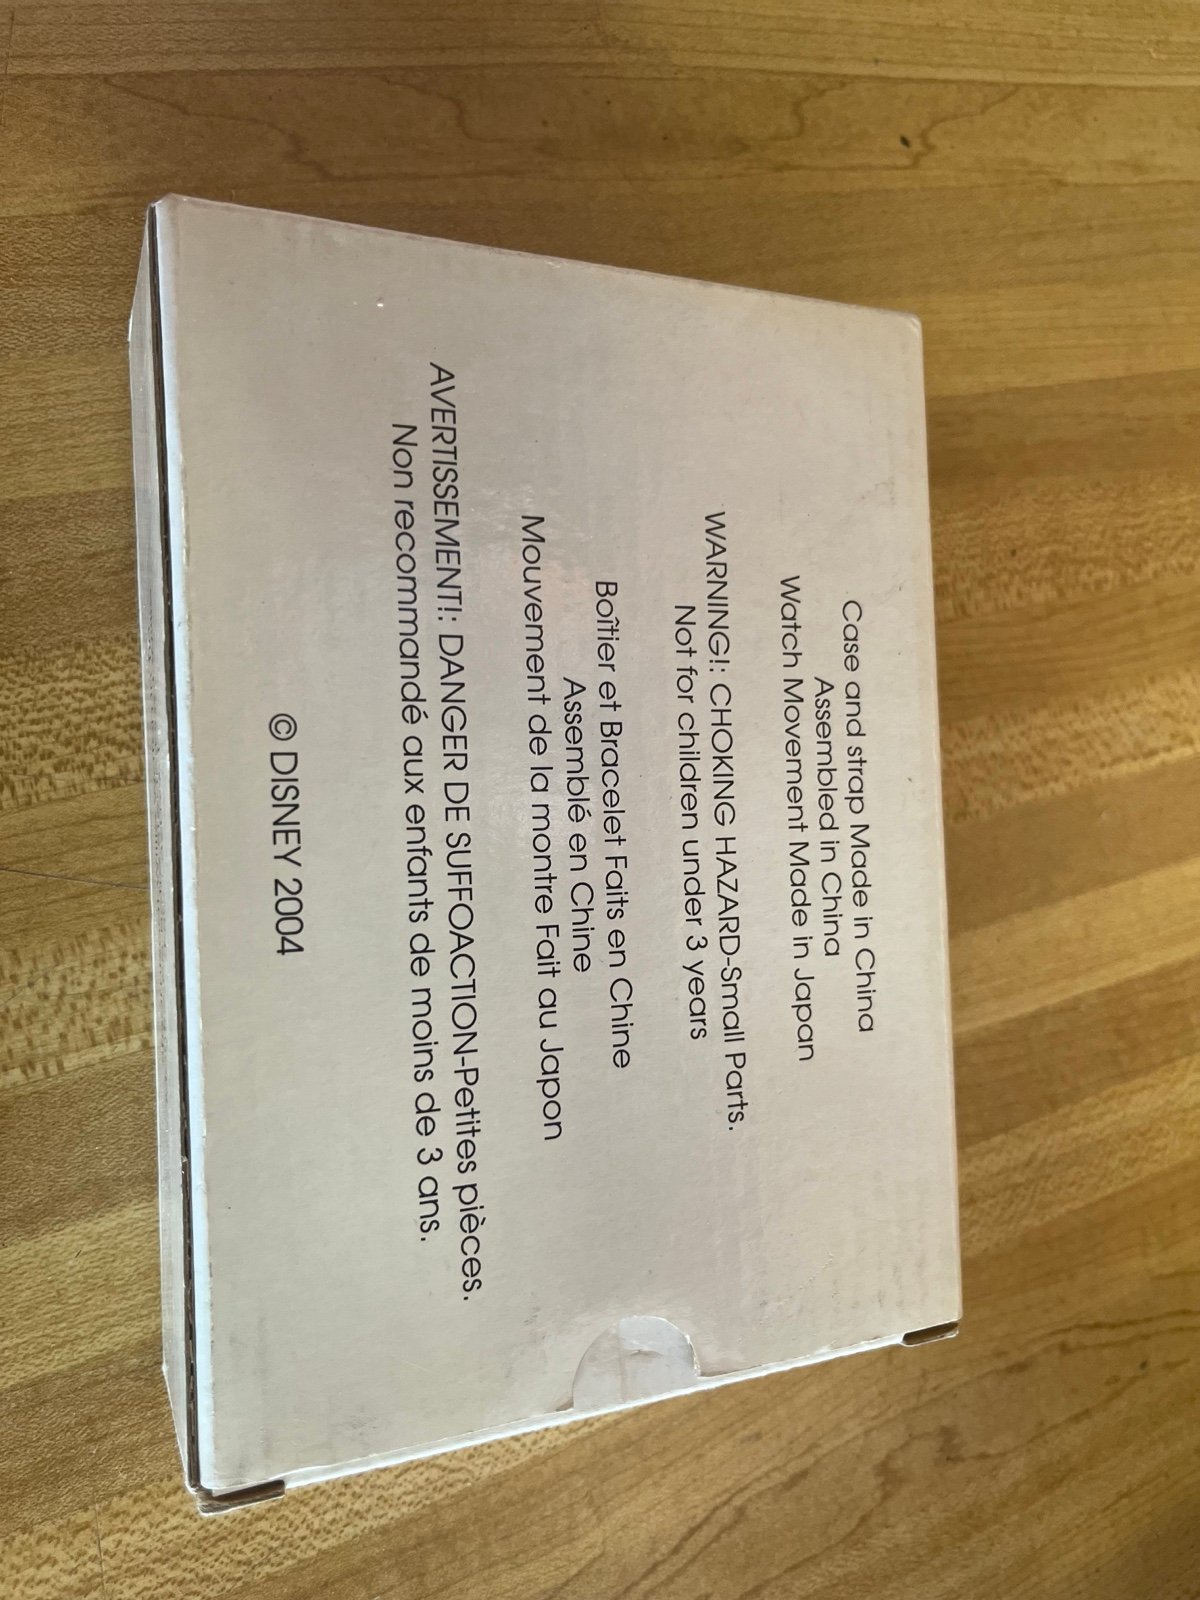 Case and strap Made in China
Assembled in China
Watch Movement Made in Japan
WARNING!: CHOKING HAZARD-Small Parts.
Not for children under 3 years
Boîtier et Bracelet Faits en Chine
Assemblé en Chine
Mouvement de la montre Fait au Japon
AVERTISSEMENT!: DANGER DE SUFFOACTION-Petites pièces.
Non recommandé aux enfants de moins de 3 ans.
© DISNEY 2004